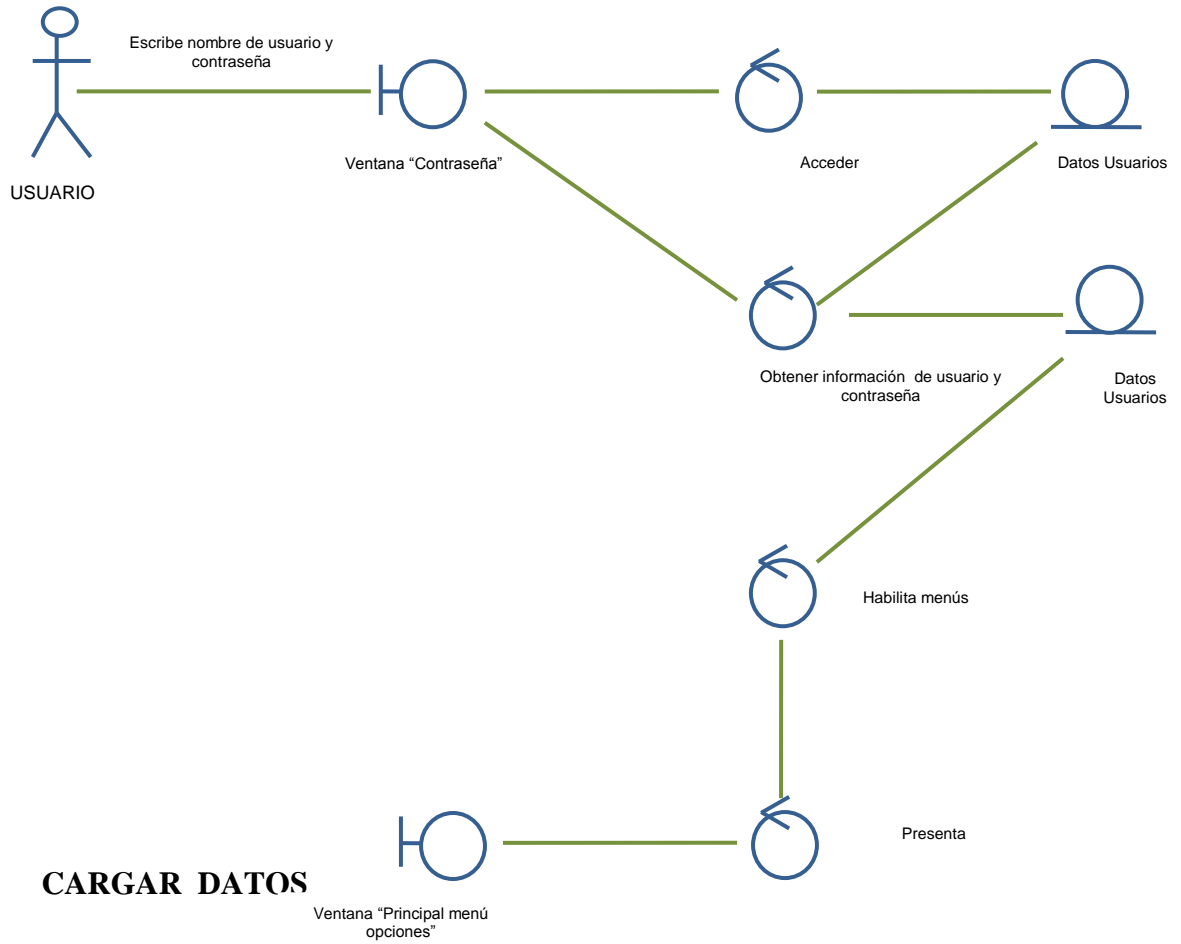 Escribe nombre de usuario y
contraseña
USUARIO
Ventana “Contraseña”
Acceder
Datos Usuarios
Obtener información  de usuario y
contraseña
Datos
Usuarios
Habilita menús
Presenta
CARGAR  DATOS
Ventana “Principal menú
opciones”